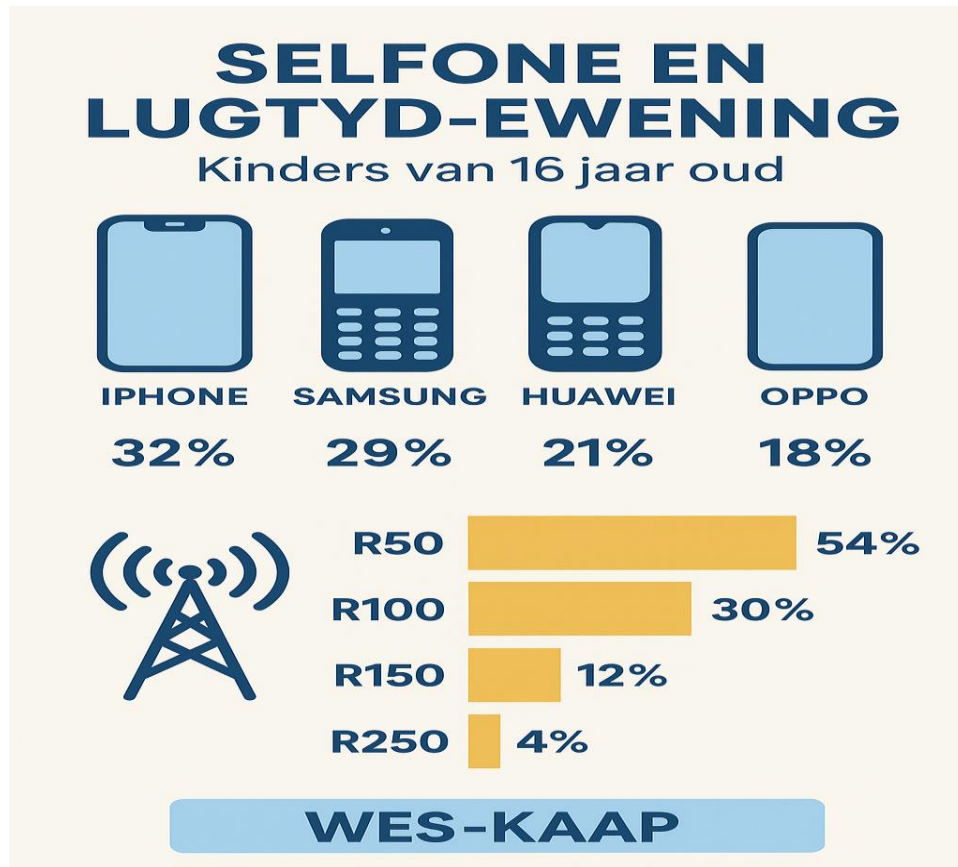 SELFONE EN
LUGTYD-EWENING
Kinders van 16 jaar oud
IPHONE SAMSUNG HUAWEI OPPO
32% 29% 21% 18%
R50 54%
R100 30%
R150 12%
R250 4%
WES-KAAP